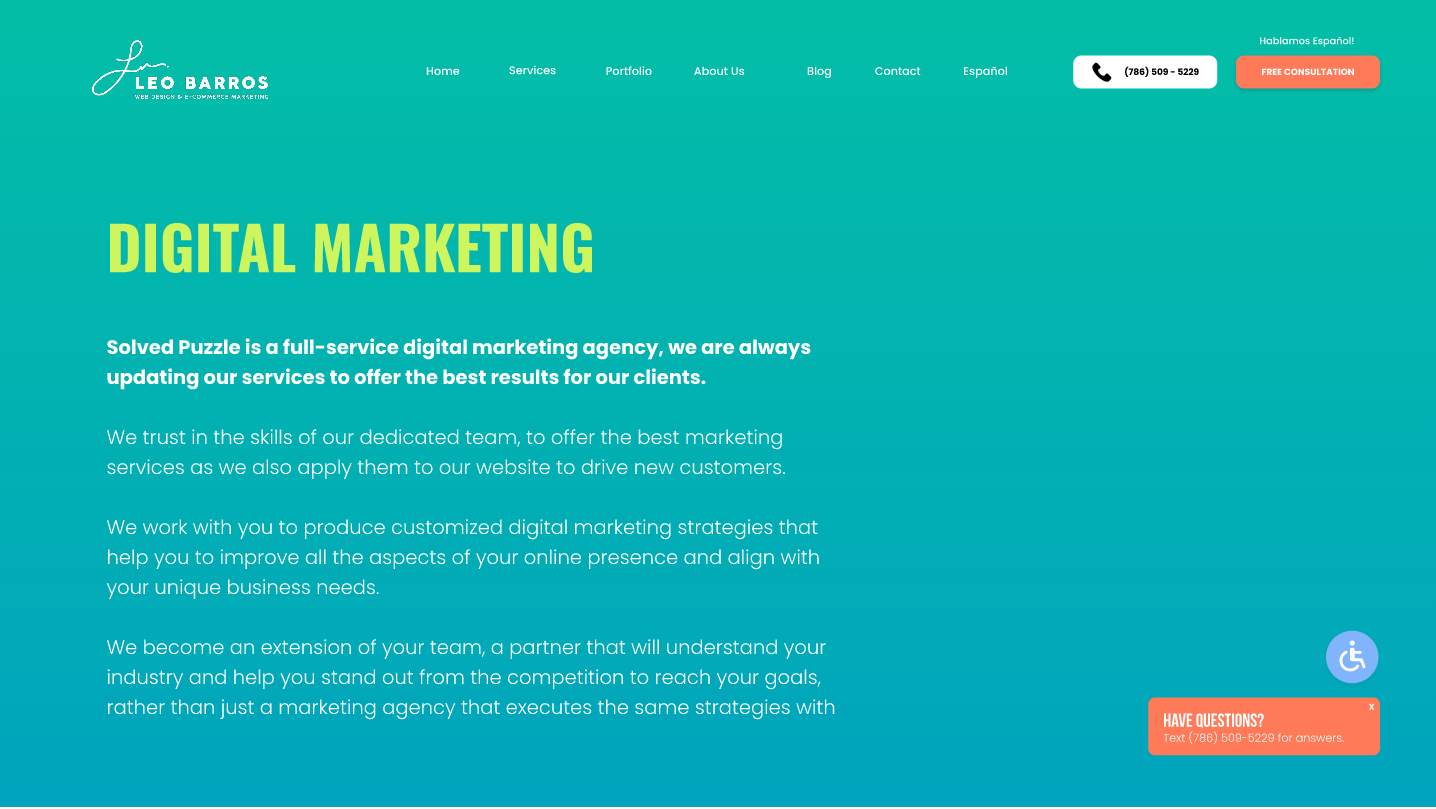 Hablamos Español!
LEO BARROS
WEB DESIGN & E-COMMERCE MARKETING
Home
Services
Portfolio
About Us
Blog
Contact
Español
(786) 509 - 5229
FREE CONSULTATION
DIGITAL MARKETING
Solved Puzzle is a full-service digital marketing agency, we are always
updating our services to offer the best results for our clients.
We trust in the skills of our dedicated team, to offer the best marketing
services as we also apply them to our website to drive new customers.
We work with you to produce customized digital marketing strategies that
help you to improve all the aspects of your online presence and align with
your unique business needs.
We become an extension of your team, a partner that will understand your
industry and help you stand out from the competition to reach your goals,
rather than just a marketing agency that executes the same strategies with
x
HAVE QUESTIONS?
Text (786) 509-5229 for answers.